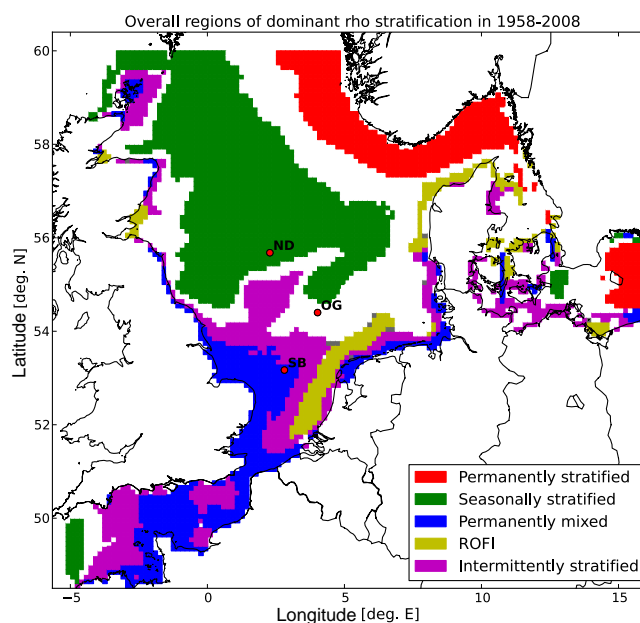 Overall regions of dominant rho stratification in 1958-2008
60
58
56
54
52
50
Latitude [deg. N]
ND
OG
SB
Permanently stratified
Seasonally stratified
Permanently mixed
ROFI
Intermittently stratified
−5
0
5
10
15
Longitude [deg. E]